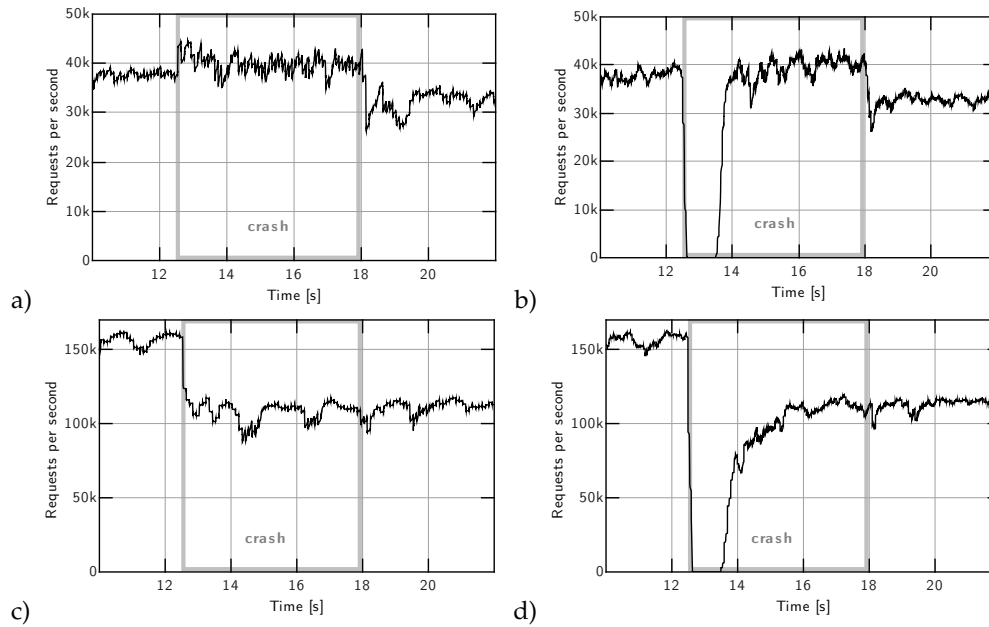 50k
40k
30k
20k
10k
0
Requests per second
crash
12 14 16 18 20
Time [s]
a)
50k
40k
30k
20k
10k
0
Requests per second
crash
12 14 16 18 20
Time [s]
b)
150k
100k
50k
0
Requests per second
crash
12 14 16 18 20
Time [s]
c)
150k
100k
50k
0
Requests per second
crash
12 14 16 18 20
Time [s]
d)